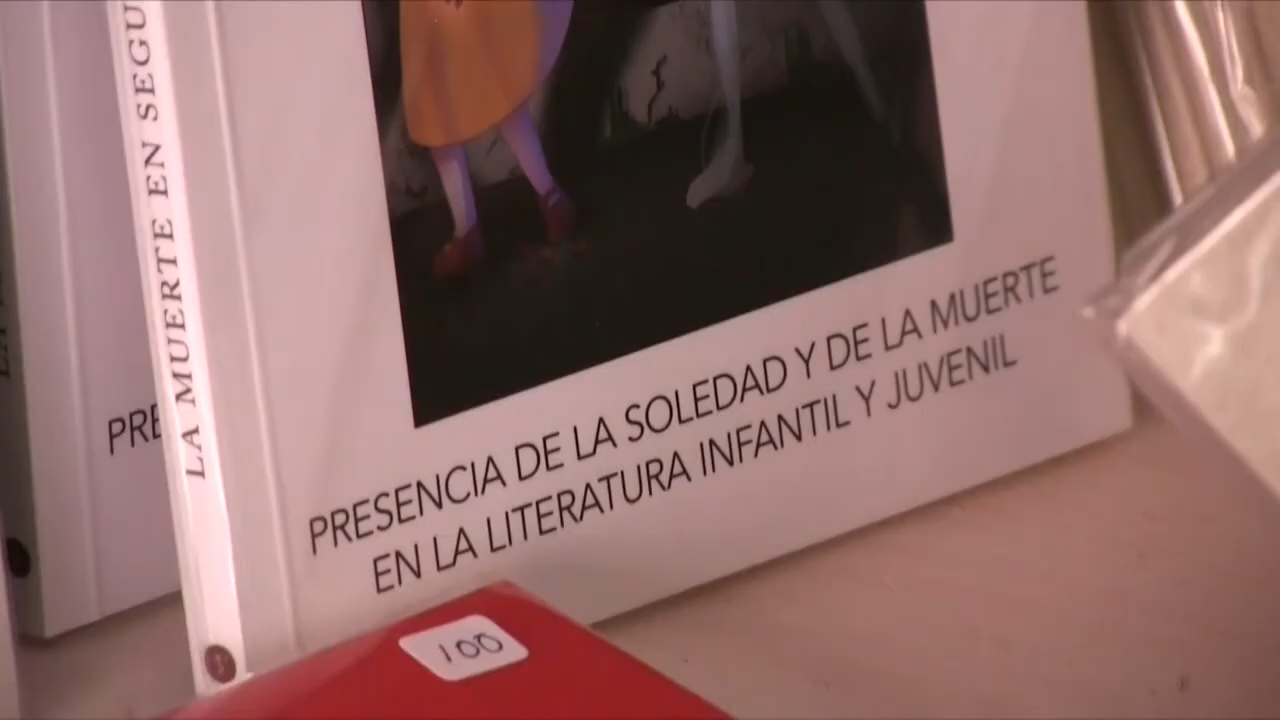 LA MUERTE EN SEGU
PRE
PRESENCIA DE LA SOLEDAD Y DE LA MUERTE
EN LA LITERATURA INFANTIL Y JUVENIL
100